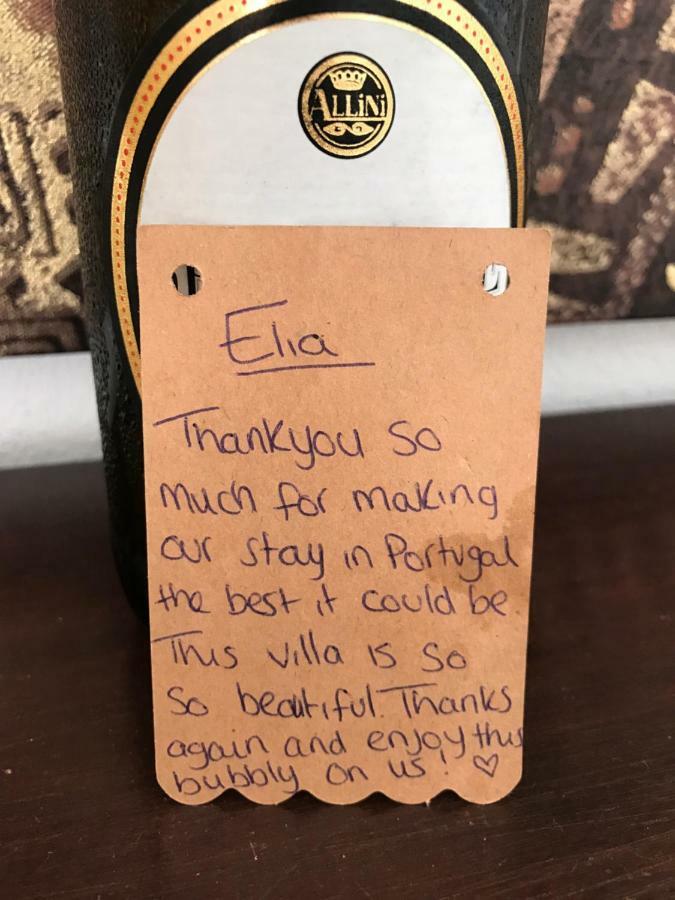 ALLiNi
Elia
Thankyou so
much for making
our stay in Portugal
the best it could be.
This villa is so
so beautiful. Thanks
again and enjoy this
bubbly on us! ♡